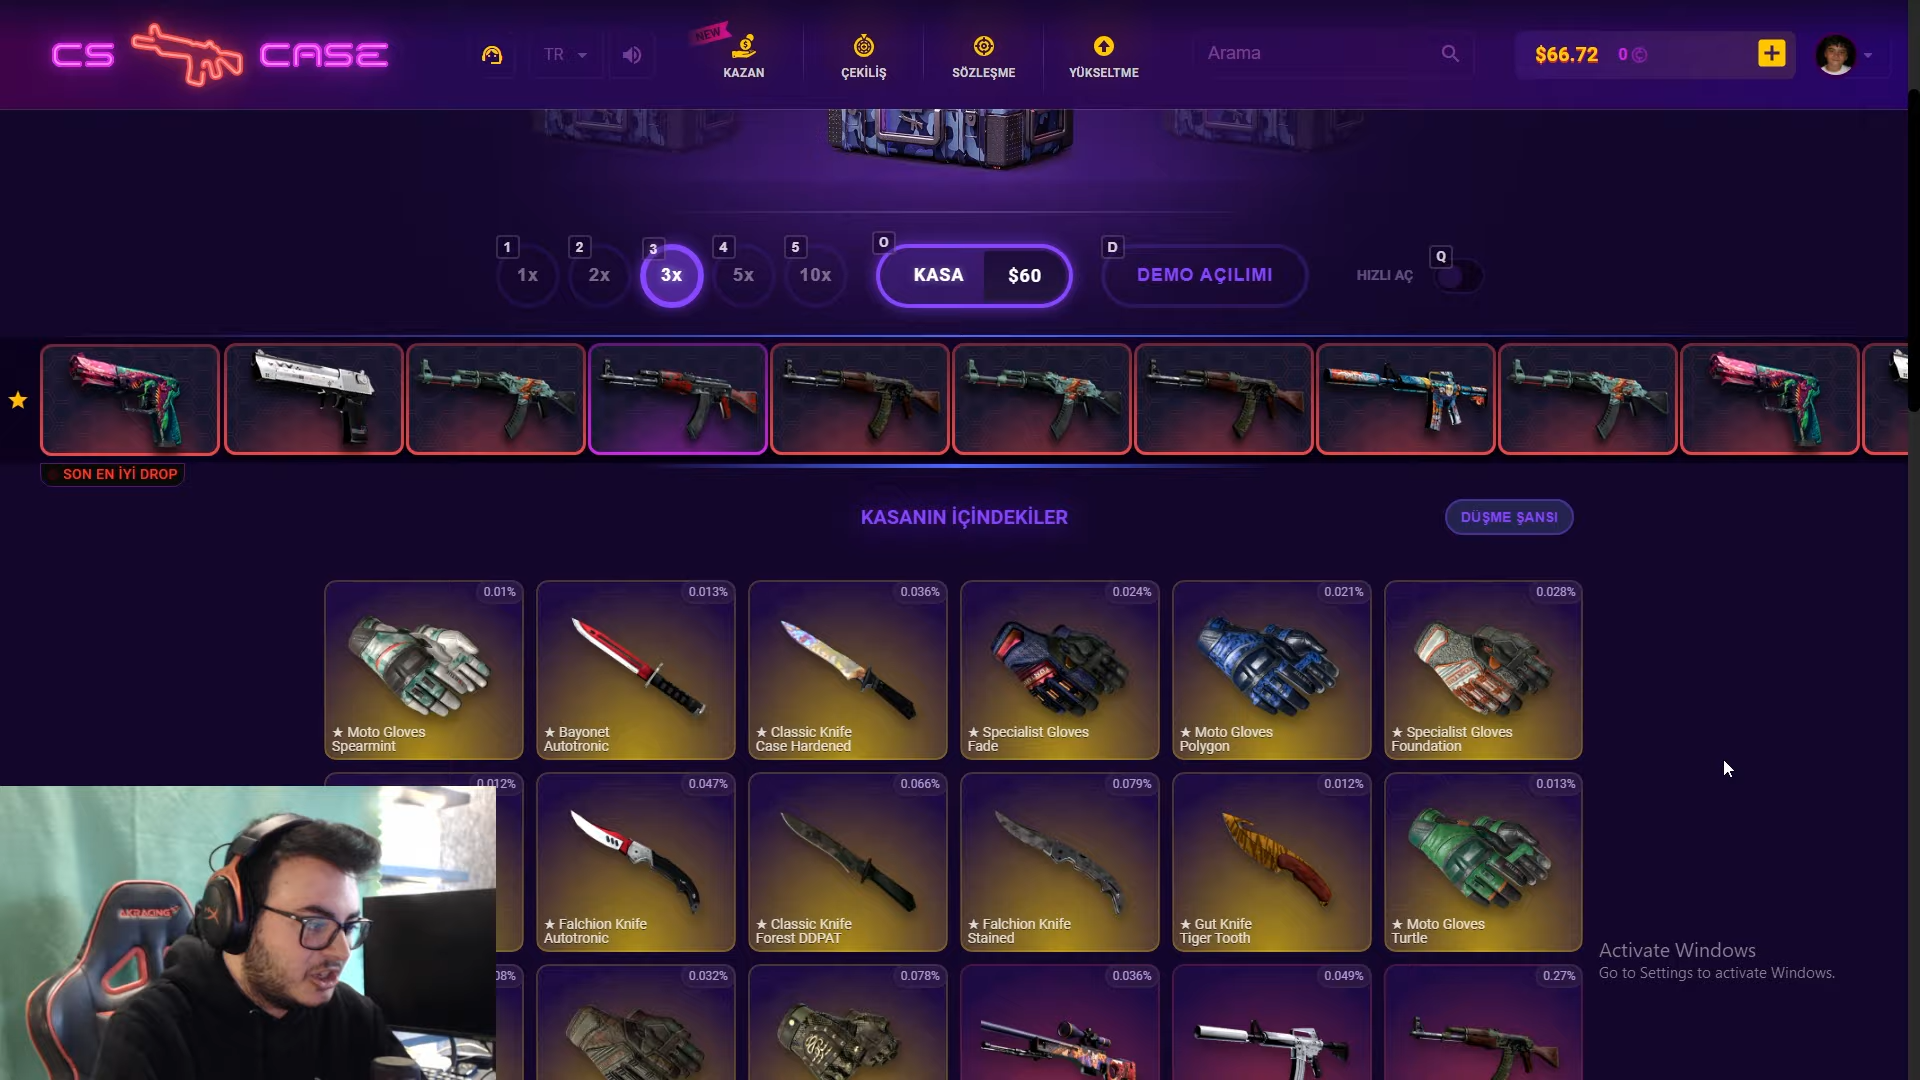 CS CASE
TR
NEW
KAZAN
ÇEKİLİŞ
SÖZLEŞME
YÜKSELTME
Arama
$66.72 0
1 2 3 4 5 O D Q
1x 2x 3x 5x 10x
KASA $60
DEMO AÇILIMI
HIZLI AÇ
SON EN İYİ DROP
KASANIN İÇİNDEKİLER
DÜŞME ŞANSI
0.01% 0.013% 0.036% 0.024% 0.021% 0.028%
★ Moto Gloves
Spearmint
★ Bayonet
Autotronic
★ Classic Knife
Case Hardened
★ Specialist Gloves
Fade
★ Moto Gloves
Polygon
★ Specialist Gloves
Foundation
0.012% 0.047% 0.066% 0.079% 0.012% 0.013%
★ Falchion Knife
Autotronic
★ Classic Knife
Forest DDPAT
★ Falchion Knife
Stained
★ Gut Knife
Tiger Tooth
★ Moto Gloves
Turtle
08% 0.032% 0.078% 0.036% 0.049% 0.27%
AKRACING
Activate Windows
Go to Settings to activate Windows.